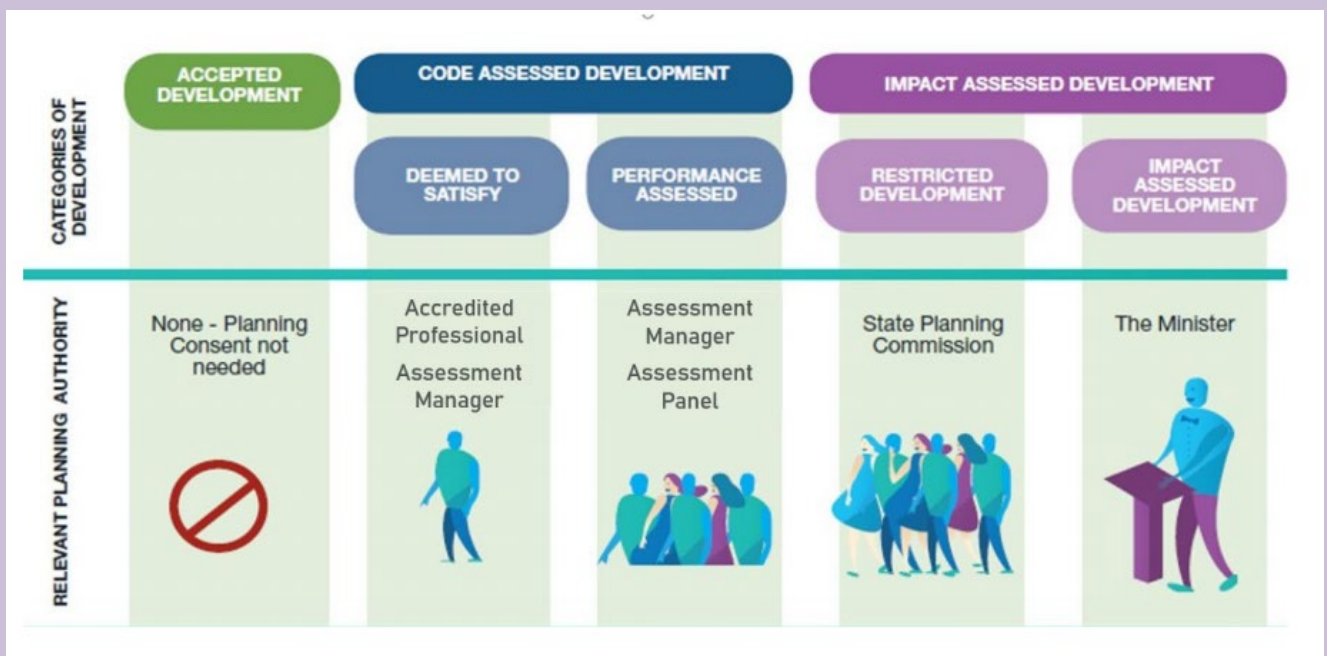 CATEGORIES OF
DEVELOPMENT
ACCEPTED
DEVELOPMENT
CODE ASSESSED DEVELOPMENT
IMPACT ASSESSED DEVELOPMENT
DEEMED TO
SATISFY
PERFORMANCE
ASSESSED
RESTRICTED
DEVELOPMENT
IMPACT
ASSESSED
DEVELOPMENT
RELEVANT PLANNING AUTHORITY
None - Planning
Consent not
needed
Accredited
Professional
Assessment
Manager
Assessment
Manager
Assessment
Panel
State Planning
Commission
The Minister